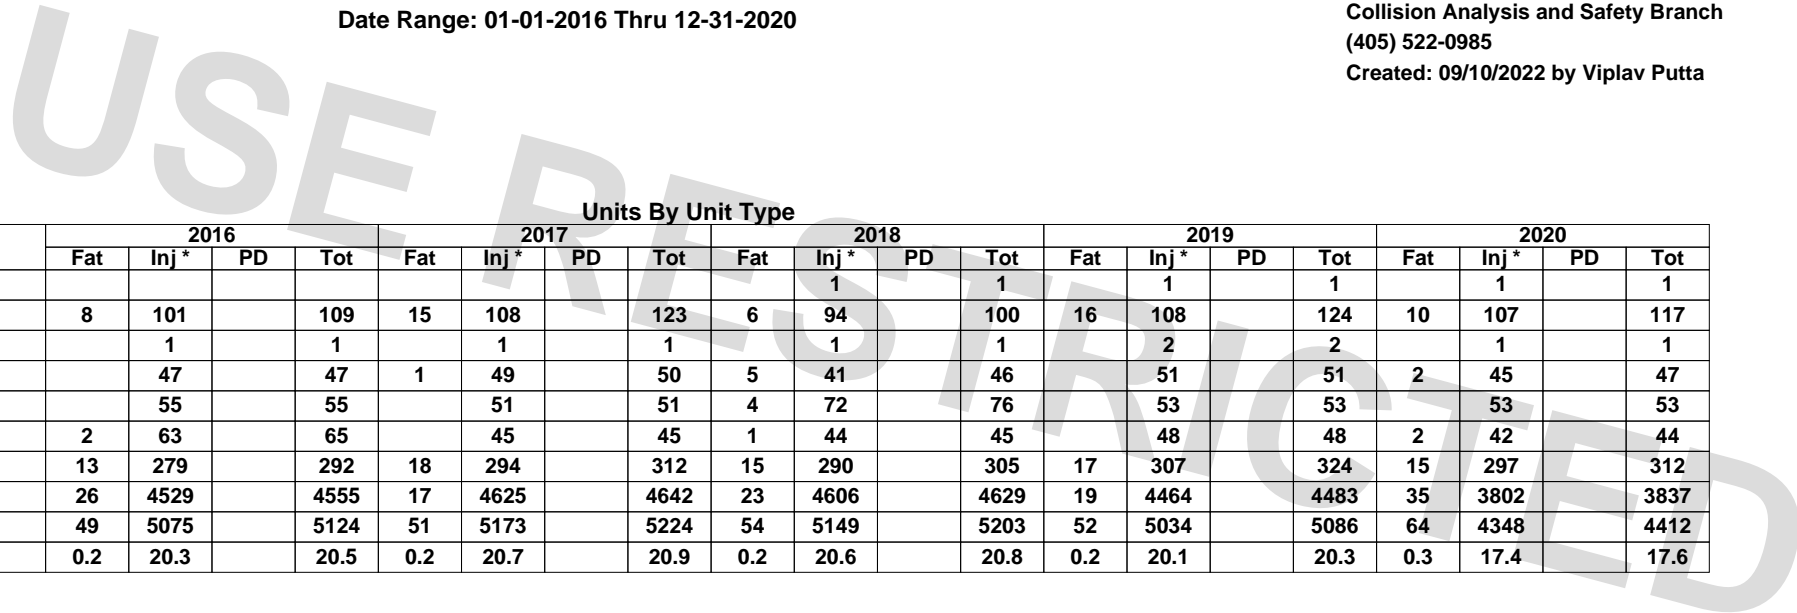 Date Range: 01-01-2016 Thru 12-31-2020
Collision Analysis and Safety Branch
(405) 522-0985
Created: 09/10/2022 by Viplav Putta
USE RESTRICTED
Units By Unit Type
2016 2017 2018 2019 2020
Fat Inj * PD Tot Fat Inj * PD Tot Fat Inj * PD Tot Fat Inj * PD Tot Fat Inj * PD Tot
1 1 1 1 1 1
8 101 109 15 108 123 6 94 100 16 108 124 10 107 117
1 1 1 1 1 1 2 2 1 1
47 47 1 49 50 5 41 46 51 51 2 45 47
55 55 51 51 4 72 76 53 53 53 53
2 63 65 45 45 1 44 45 48 48 2 42 44
13 279 292 18 294 312 15 290 305 17 307 324 15 297 312
26 4529 4555 17 4625 4642 23 4606 4629 19 4464 4483 35 3802 3837
49 5075 5124 51 5173 5224 54 5149 5203 52 5034 5086 64 4348 4412
0.2 20.3 20.5 0.2 20.7 20.9 0.2 20.6 20.8 0.2 20.1 20.3 0.3 17.4 17.6